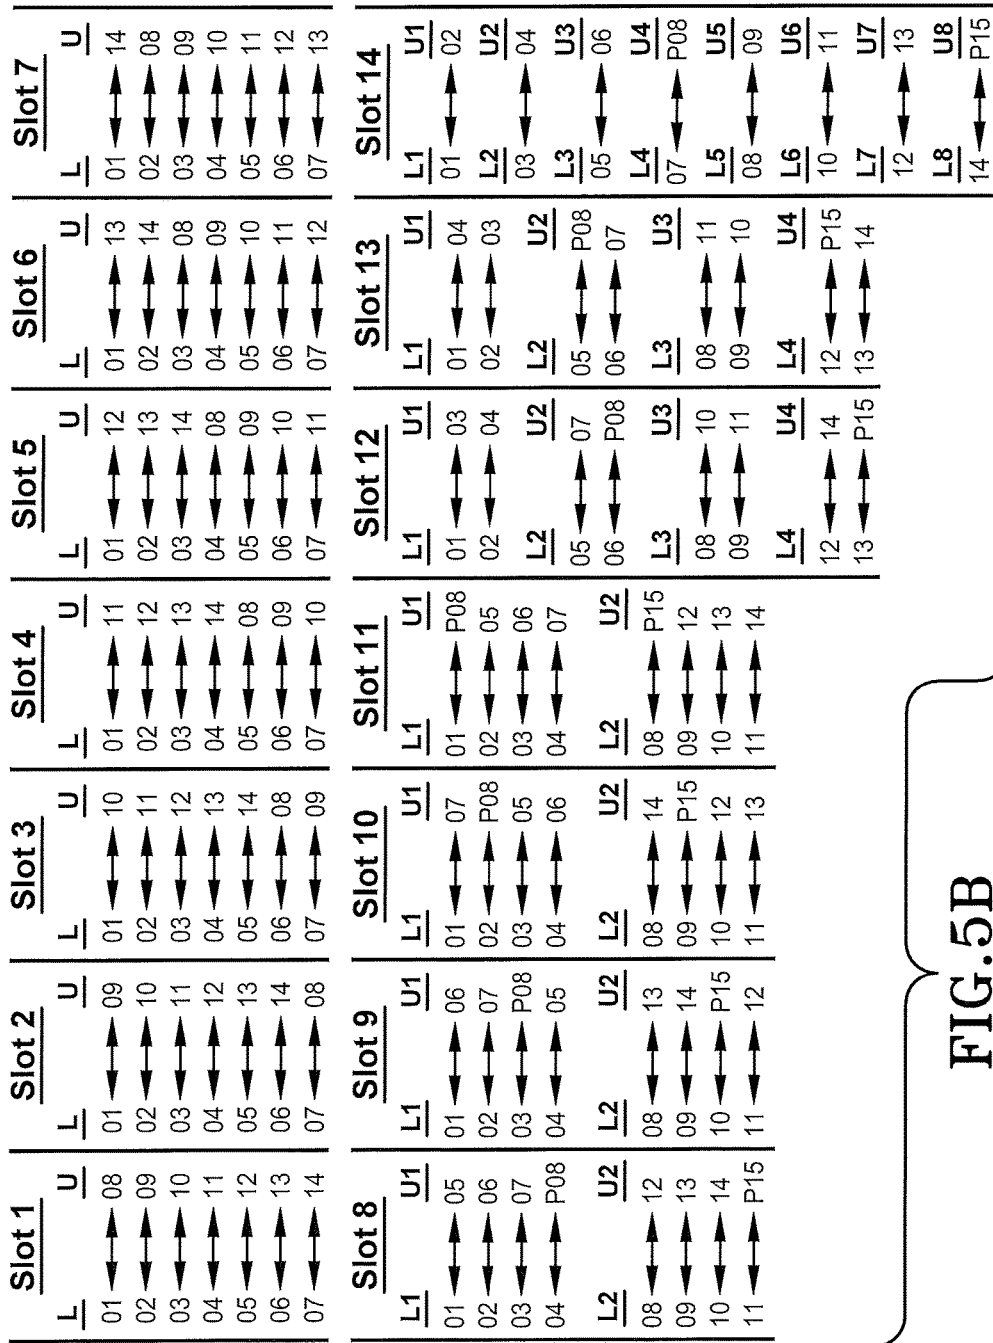 Slot 1
L U
01 08
02 09
03 10
04 11
05 12
06 13
07 14
Slot 2
L U
01 09
02 10
03 11
04 12
05 13
06 14
07 08
Slot 3
L U
01 10
02 11
03 12
04 13
05 14
06 08
07 09
Slot 4
L U
01 11
02 12
03 13
04 14
05 08
06 09
07 10
Slot 5
L U
01 12
02 13
03 14
04 08
05 09
06 10
07 11
Slot 6
L U
01 13
02 14
03 08
04 09
05 10
06 11
07 12
Slot 7
L U
01 14
02 08
03 09
04 10
05 11
06 12
07 13
Slot 8
L1 U1
01 05
02 06
03 07
04 P08
L2 U2
08 12
09 13
10 14
11 P15
Slot 9
L1 U1
01 06
02 07
03 P08
04 05
L2 U2
08 13
09 14
10 P15
11 12
Slot 10
L1 U1
01 07
02 P08
03 05
04 06
L2 U2
08 14
09 P15
10 12
11 13
Slot 11
L1 U1
01 P08
02 05
03 06
04 07
L2 U2
08 P15
09 12
10 13
11 14
Slot 12
L1 U1
01 03
02 04
L2 U2
05 07
06 P08
L3 U3
08 10
09 11
L4 U4
12 14
13 P15
Slot 13
L1 U1
01 04
02 03
L2 U2
05 P08
06 07
L3 U3
08 11
09 10
L4 U4
12 P15
13 14
Slot 14
L1 U1
01 02
L2 U2
03 04
L3 U3
05 06
L4 U4
07 P08
L5 U5
08 09
L6 U6
10 11
L7 U7
12 13
L8 U8
14 P15
FIG.5B